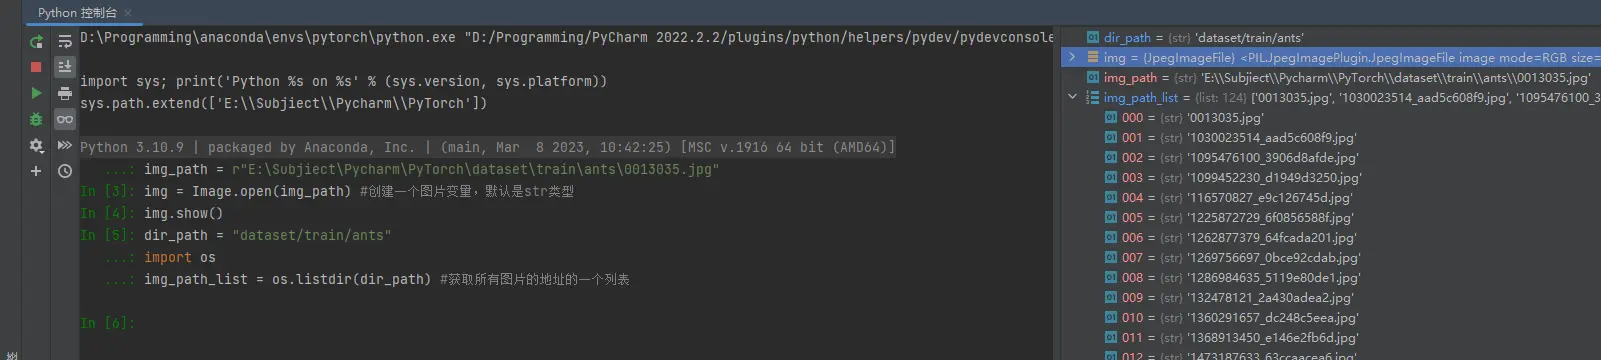 Python 控制台 ×
D:\Programming\anaconda\envs\pytorch\python.exe "D:/Programming/PyCharm 2022.2.2/plugins/python/helpers/pydev/pydevconsole
import sys; print('Python %s on %s' % (sys.version, sys.platform))
sys.path.extend(['E:\\Subjiect\\Pycharm\\PyTorch'])
Python 3.10.9 | packaged by Anaconda, Inc. | (main, Mar  8 2023, 10:42:25) [MSC v.1916 64 bit (AMD64)]
...: img_path = r"E:\Subject\Pycharm\PyTorch\dataset\train\ants\0013035.jpg"
In [3]: img = Image.open(img_path) #创建一个图片变量，默认是str类型
In [4]: img.show()
In [5]: dir_path = "dataset/train/ants"
...: import os
...: img_path_list = os.listdir(dir_path) #获取所有图片的地址的一个列表
In [6]:
dir_path = {str} 'dataset/train/ants'
img = {JpegImageFile} <PIL.JpegImagePlugin.JpegImageFile image mode=RGB size=
img_path = {str} 'E:\\Subject\\Pycharm\\PyTorch\\dataset\\train\\ants\\0013035.jpg'
img_path_list = {list: 124} ['0013035.jpg', '1030023514_aad5c608f9.jpg', '1095476100_3
000 = {str} '0013035.jpg'
001 = {str} '1030023514_aad5c608f9.jpg'
002 = {str} '1095476100_3906d8afde.jpg'
003 = {str} '1099452230_d1949d3250.jpg'
004 = {str} '116570827_e9c126745d.jpg'
005 = {str} '1225872729_6f0856588f.jpg'
006 = {str} '1262877379_64fcada201.jpg'
007 = {str} '1269756697_0bce92cdab.jpg'
008 = {str} '1286984635_5119e80de1.jpg'
009 = {str} '132478121_2a430adea2.jpg'
010 = {str} '1360291657_dc248c5eea.jpg'
011 = {str} '1368913450_e146e2fb6d.jpg'
012 = {str} '1473187633_63ccaacea6.jpg'